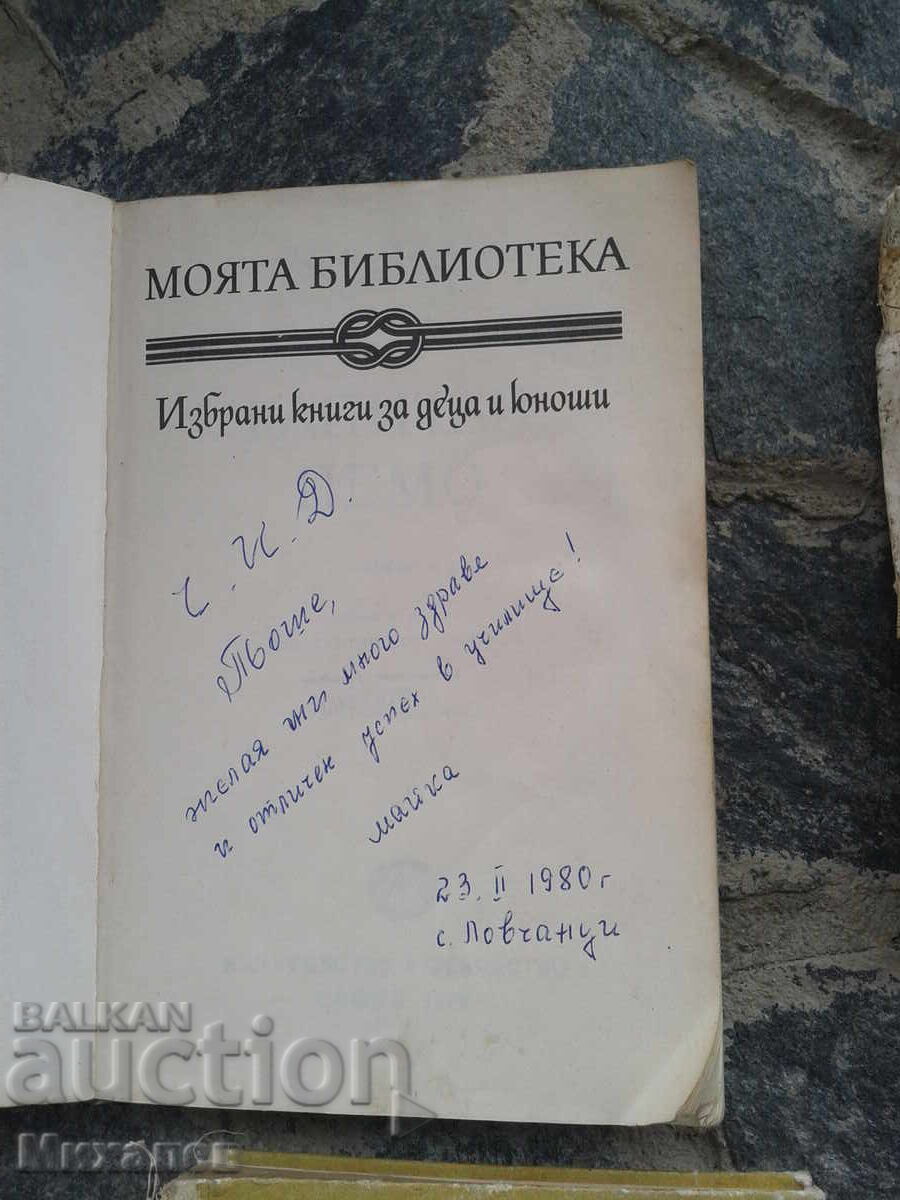 МОЯТА БИБЛИОТЕКА
Избрани книги за деца и юноши
Ч. Н. Д.
желая ти много здраве
и отличен успех в училище!
майка
23. II 1980 г
с. Ловчанци
BALKAN
auction
Михалев